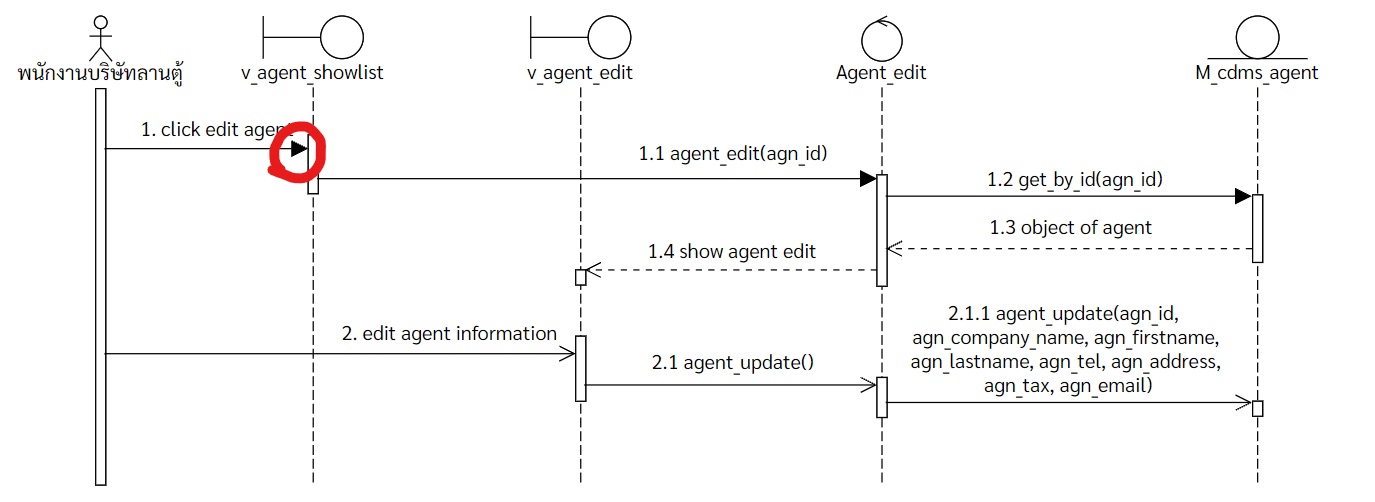 พนักงานบริษัทลานตู้
v_agent_showlist
v_agent_edit
Agent_edit
M_cdms_agent
1. click edit agent
1.1 agent_edit(agn_id)
1.2 get_by_id(agn_id)
1.3 object of agent
1.4 show agent edit
2. edit agent information
2.1 agent_update()
2.1.1 agent_update(agn_id,
agn_company_name, agn_firstname,
agn_lastname, agn_tel, agn_address,
agn_tax, agn_email)